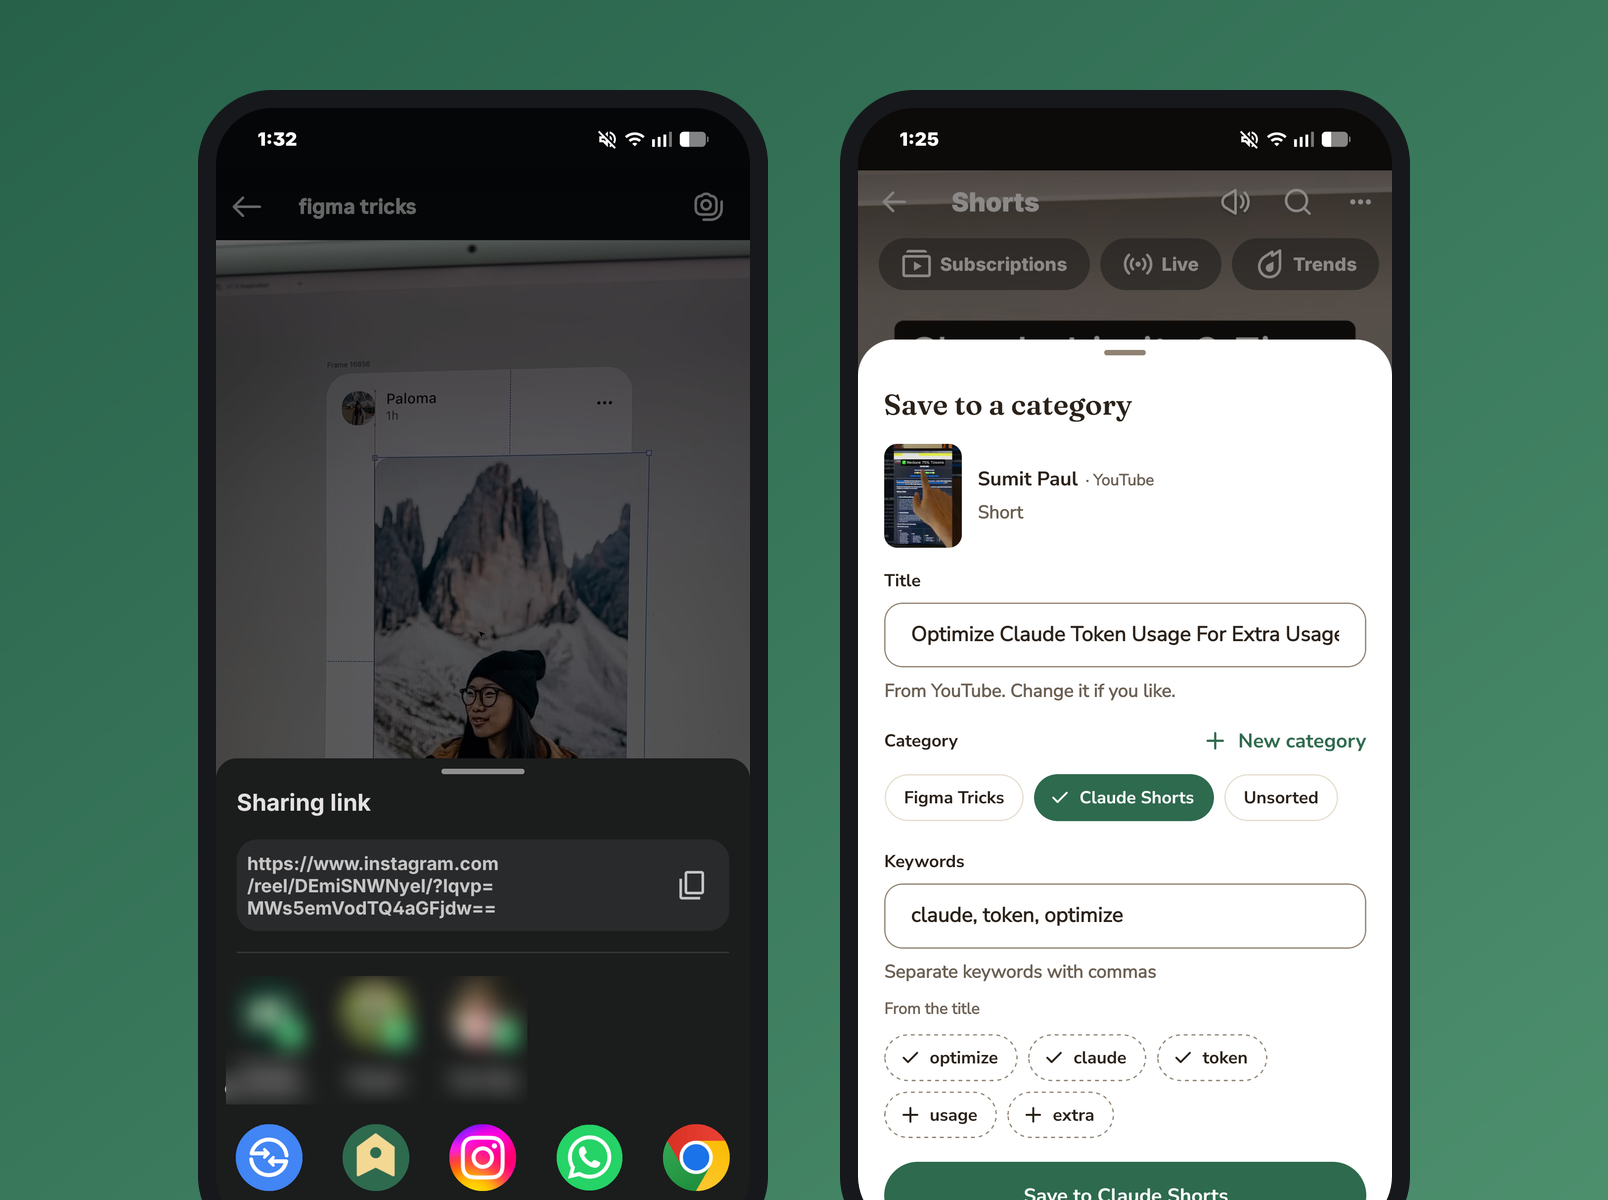 1:32
figma tricks
Frame 16856
Paloma
1h
Sharing link
https://www.instagram.com
/reel/DEmiSNWNyel/?lqvp=
MWs5emVodTQ4aGFjdw==
1:25
Shorts
Subscriptions
Live
Trends
Save to a category
Sumit Paul · YouTube
Short
Title
Optimize Claude Token Usage For Extra Usage
From YouTube. Change it if you like.
Category
+ New category
Figma Tricks
Claude Shorts
Unsorted
Keywords
claude, token, optimize
Separate keywords with commas
From the title
optimize
claude
token
usage
extra
Save to Claude Shorts